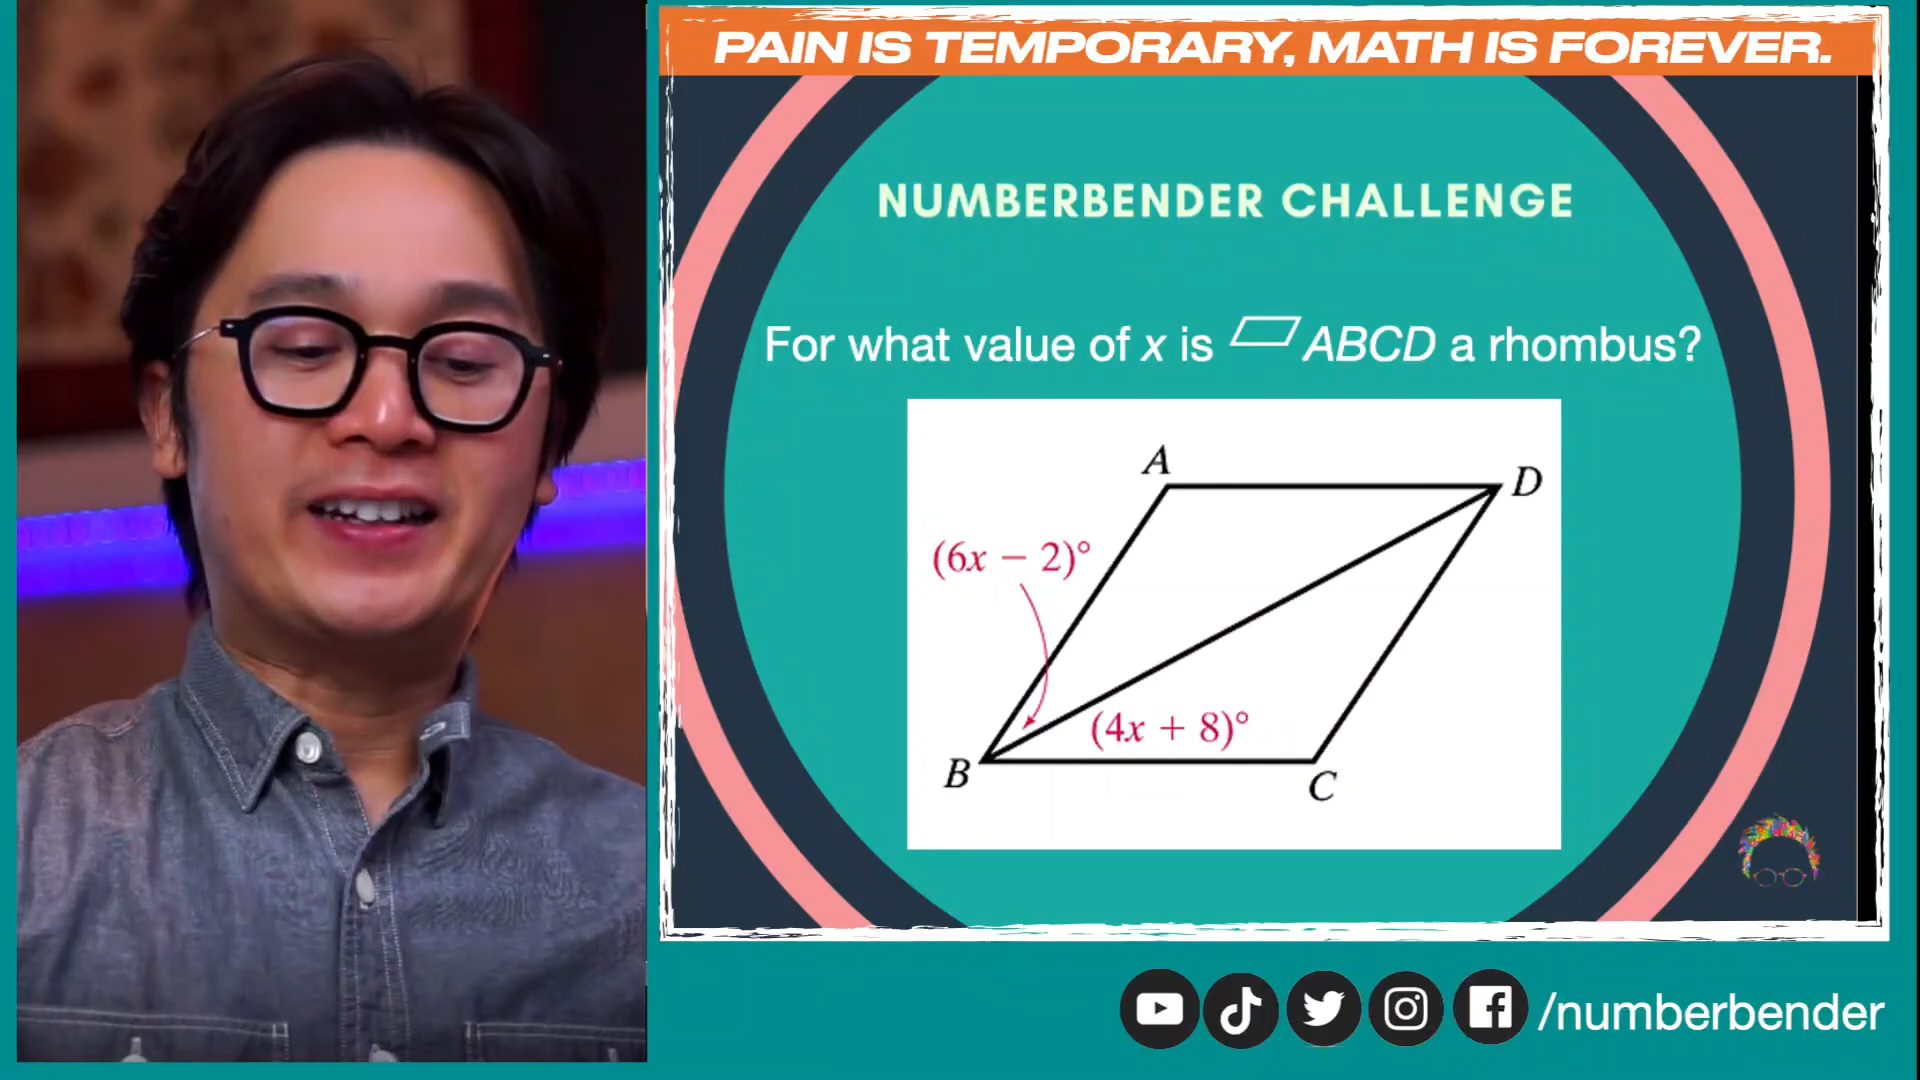 PAIN IS TEMPORARY, MATH IS FOREVER.
NUMBERBENDER CHALLENGE
For what value of x is ▱ABCD a rhombus?
A
D
(6x − 2)°
(4x + 8)°
B
C
/numberbender